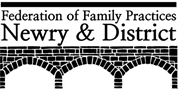 Federation of Family Practices
Newry & District